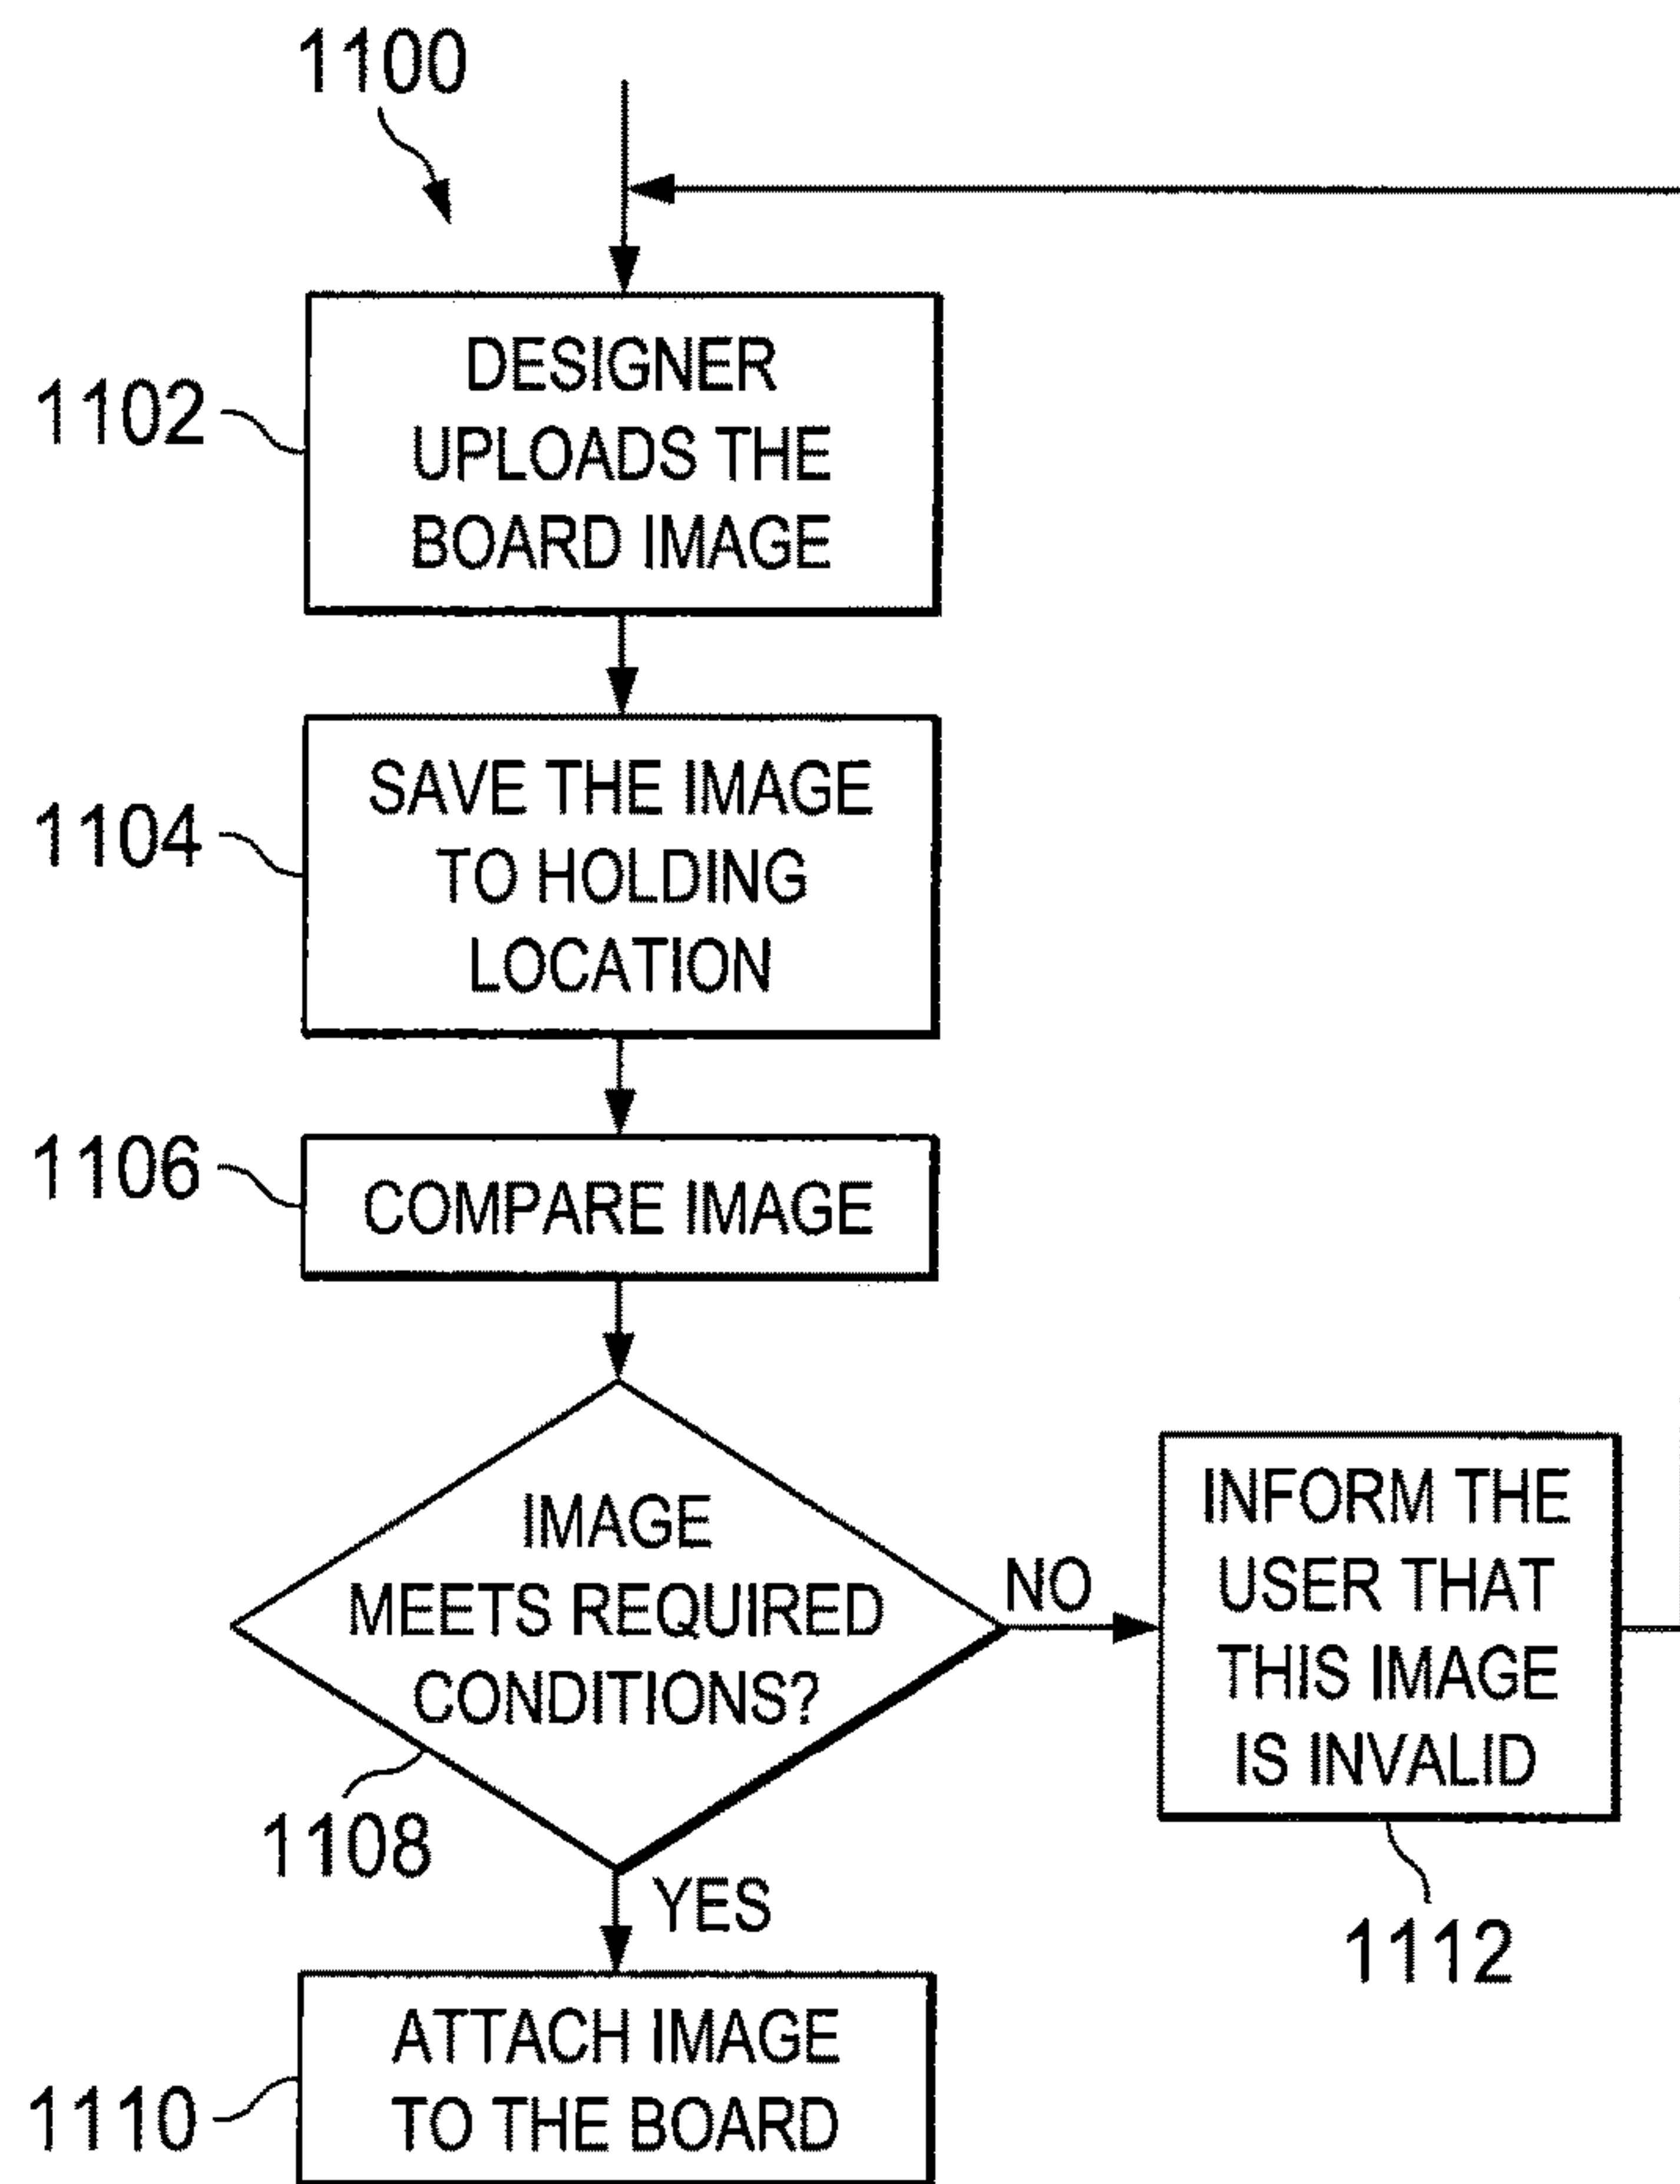 1100
1102
DESIGNER
UPLOADS THE
BOARD IMAGE
1104
SAVE THE IMAGE
TO HOLDING
LOCATION
1106
COMPARE IMAGE
IMAGE
MEETS REQUIRED
CONDITIONS?
1108
NO
INFORM THE
USER THAT
THIS IMAGE
IS INVALID
1112
YES
1110
ATTACH IMAGE
TO THE BOARD